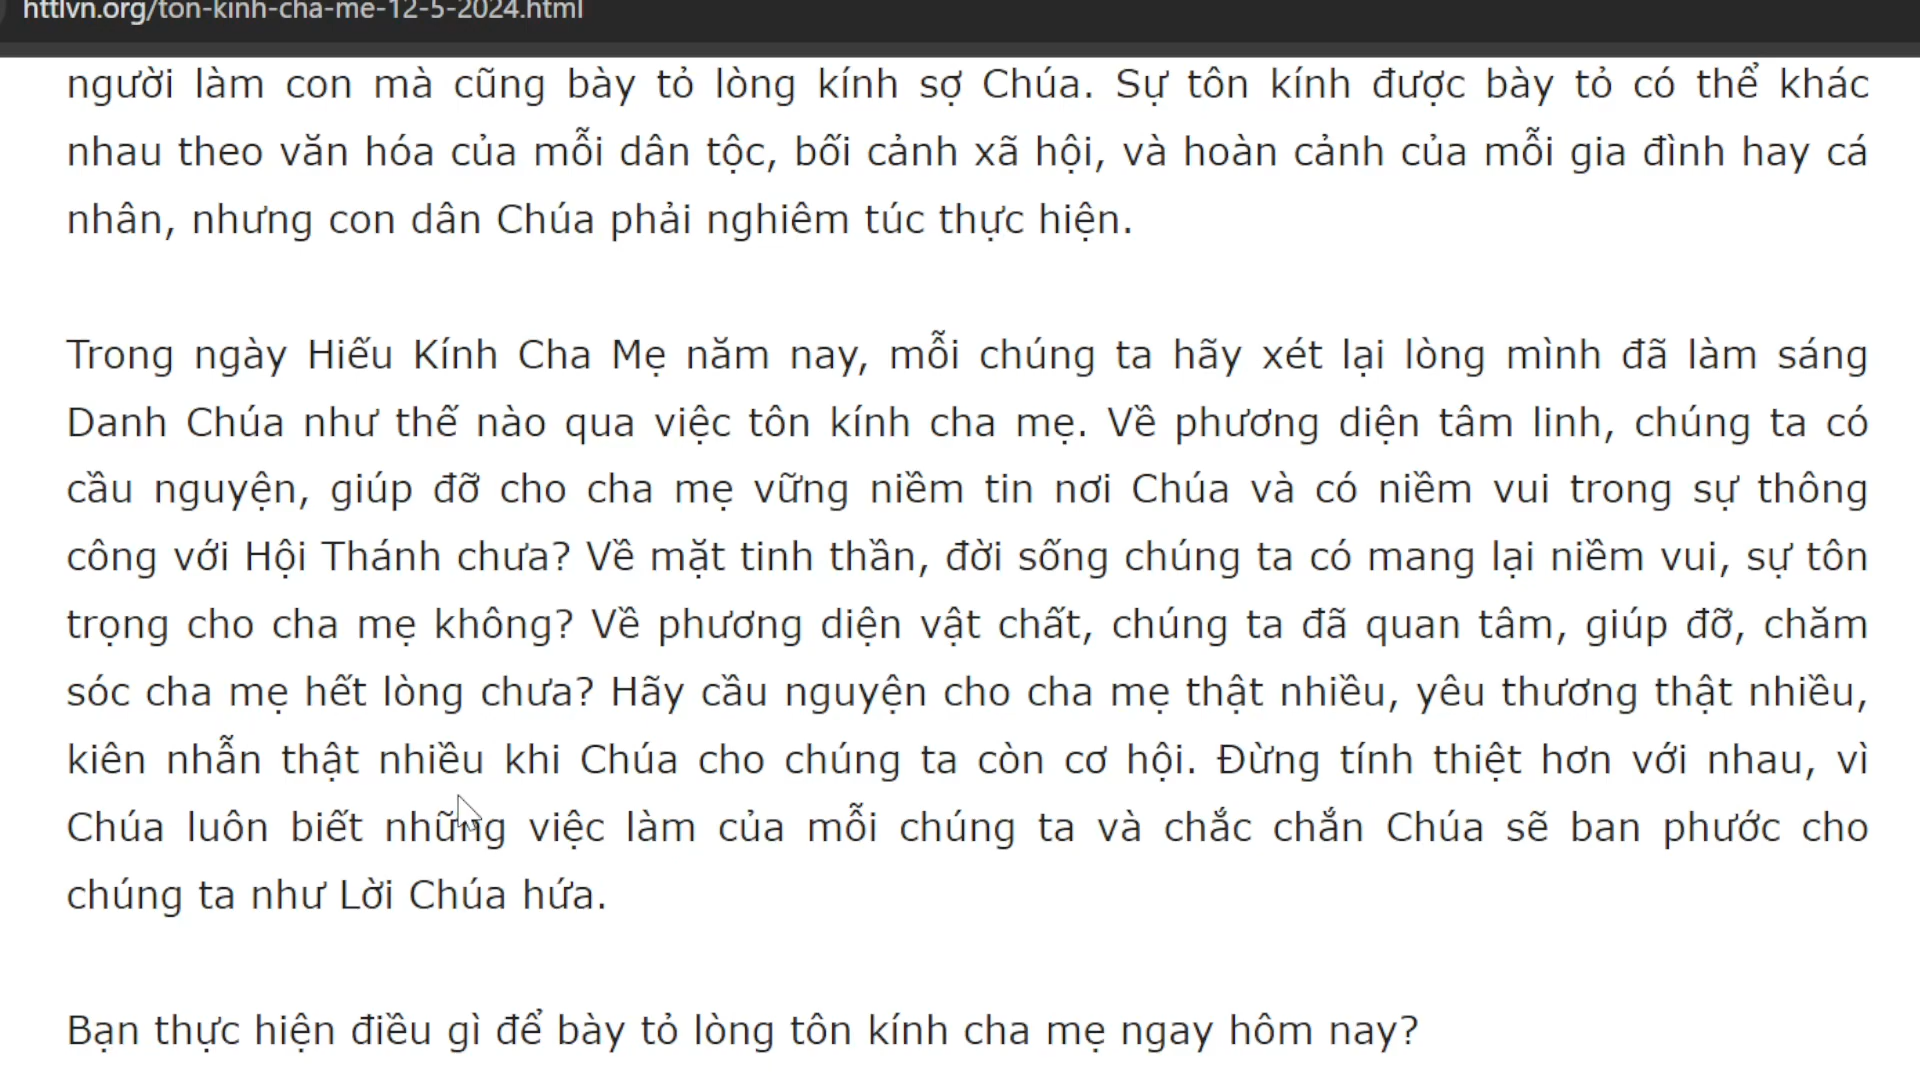 httlvn.org/ton-kinh-cha-me-12-5-2024.html
người làm con mà cũng bày tỏ lòng kính sợ Chúa. Sự tôn kính được bày tỏ có thể khác
nhau theo văn hóa của mỗi dân tộc, bối cảnh xã hội, và hoàn cảnh của mỗi gia đình hay cá
nhân, nhưng con dân Chúa phải nghiêm túc thực hiện.
Trong ngày Hiếu Kính Cha Mẹ năm nay, mỗi chúng ta hãy xét lại lòng mình đã làm sáng
Danh Chúa như thế nào qua việc tôn kính cha mẹ. Về phương diện tâm linh, chúng ta có
cầu nguyện, giúp đỡ cho cha mẹ vững niềm tin nơi Chúa và có niềm vui trong sự thông
công với Hội Thánh chưa? Về mặt tinh thần, đời sống chúng ta có mang lại niềm vui, sự tôn
trọng cho cha mẹ không? Về phương diện vật chất, chúng ta đã quan tâm, giúp đỡ, chăm
sóc cha mẹ hết lòng chưa? Hãy cầu nguyện cho cha mẹ thật nhiều, yêu thương thật nhiều,
kiên nhẫn thật nhiều khi Chúa cho chúng ta còn cơ hội. Đừng tính thiệt hơn với nhau, vì
Chúa luôn biết những việc làm của mỗi chúng ta và chắc chắn Chúa sẽ ban phước cho
chúng ta như Lời Chúa hứa.
Bạn thực hiện điều gì để bày tỏ lòng tôn kính cha mẹ ngay hôm nay?